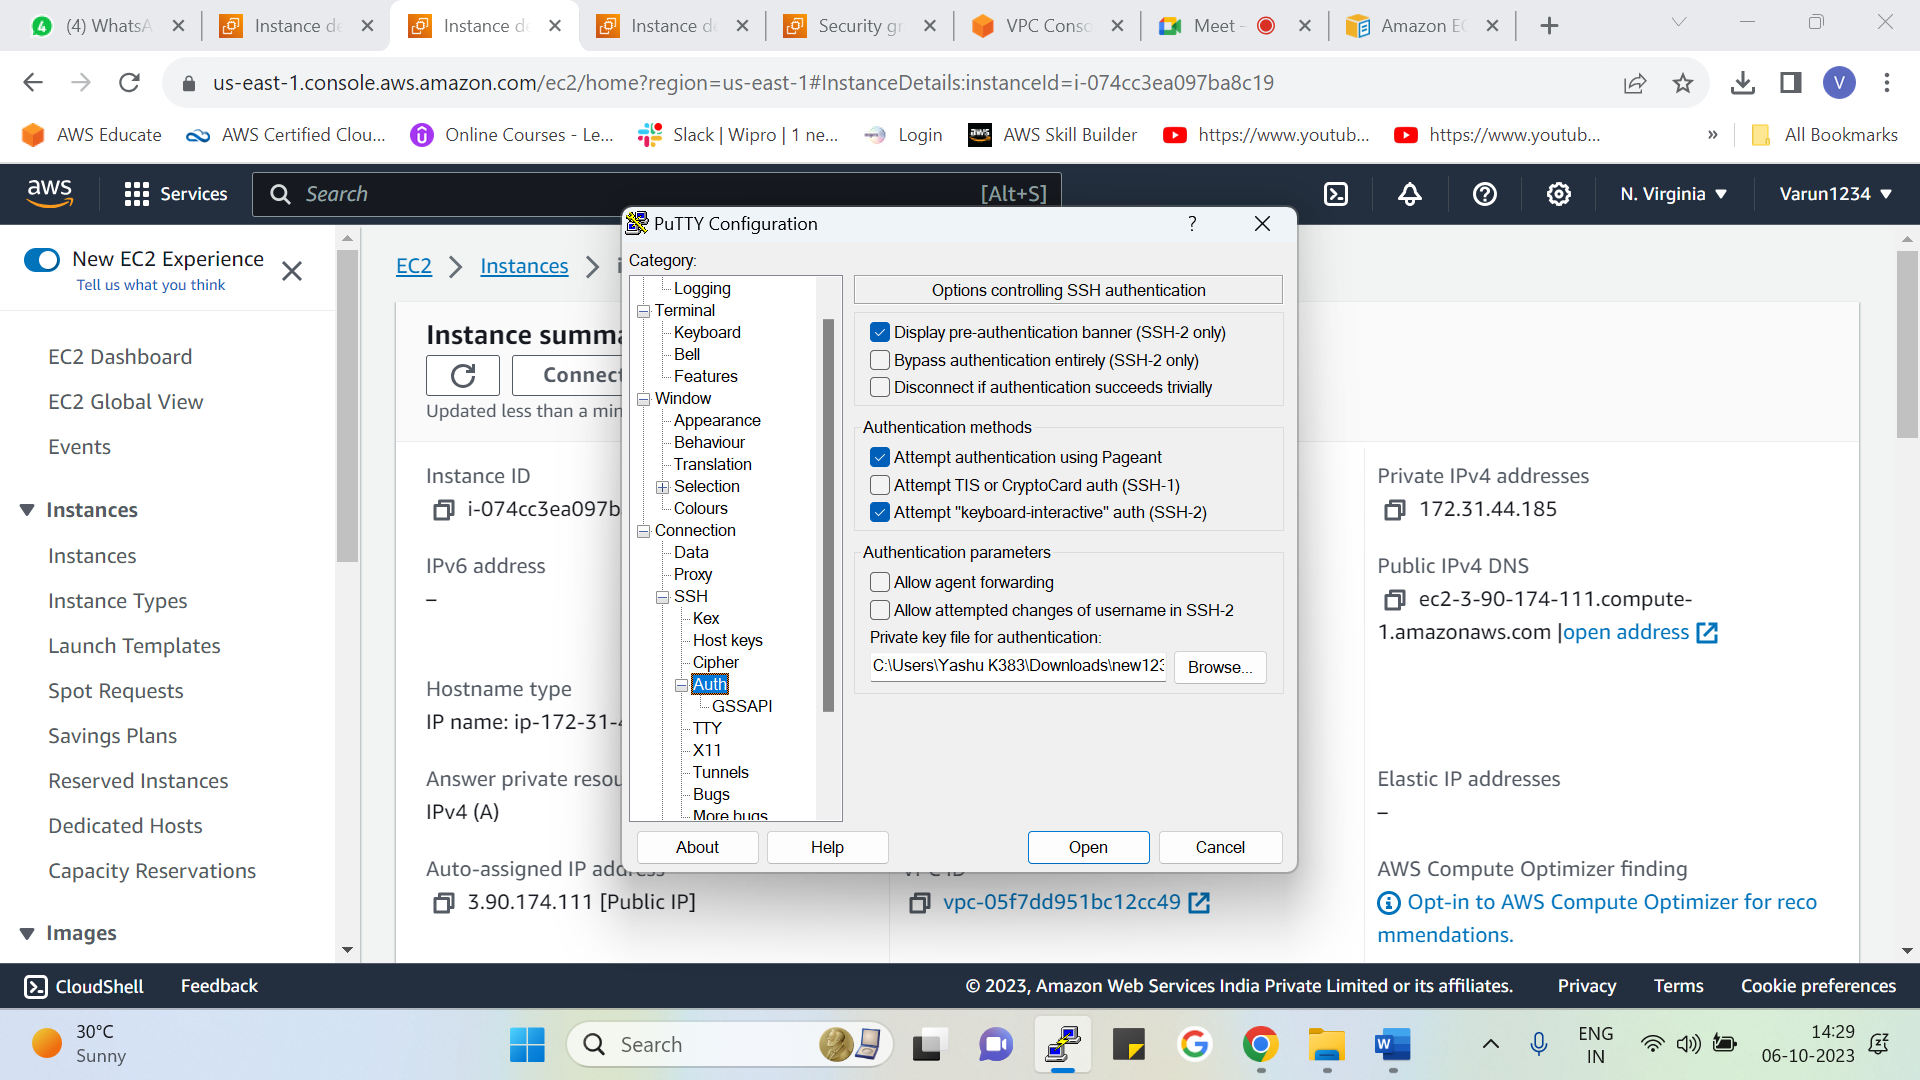 (4) WhatsA
Instance de
Instance de
Instance de
Security gr
VPC Conso
Meet -
Amazon EC
us-east-1.console.aws.amazon.com/ec2/home?region=us-east-1#InstanceDetails:instanceId=i-074cc3ea097ba8c19
V
AWS Educate
AWS Certified Clou...
Online Courses - Le...
Slack | Wipro | 1 ne...
Login
AWS Skill Builder
https://www.youtub...
https://www.youtub...
»
All Bookmarks
aws
Services
Search
[Alt+S]
N. Virginia
Varun1234
New EC2 Experience
Tell us what you think
EC2 Dashboard
EC2 Global View
Events
Instances
Instances
Instance Types
Launch Templates
Spot Requests
Savings Plans
Reserved Instances
Dedicated Hosts
Capacity Reservations
Images
EC2
Instances
Instance summa
Connect
Updated less than a min
Instance ID
i-074cc3ea097b
IPv6 address
–
Hostname type
IP name: ip-172-31-4
Answer private resou
IPv4 (A)
Auto-assigned IP address
3.90.174.111 [Public IP]
VPC ID
vpc-05f7dd951bc12cc49
Private IPv4 addresses
172.31.44.185
Public IPv4 DNS
ec2-3-90-174-111.compute-
1.amazonaws.com |open address
Elastic IP addresses
–
AWS Compute Optimizer finding
Opt-in to AWS Compute Optimizer for reco
mmendations.
PuTTY Configuration
?
Category:
Logging
Terminal
Keyboard
Bell
Features
Window
Appearance
Behaviour
Translation
Selection
Colours
Connection
Data
Proxy
SSH
Kex
Host keys
Cipher
Auth
GSSAPI
TTY
X11
Tunnels
Bugs
More bugs
Options controlling SSH authentication
Display pre-authentication banner (SSH-2 only)
Bypass authentication entirely (SSH-2 only)
Disconnect if authentication succeeds trivially
Authentication methods
Attempt authentication using Pageant
Attempt TIS or CryptoCard auth (SSH-1)
Attempt "keyboard-interactive" auth (SSH-2)
Authentication parameters
Allow agent forwarding
Allow attempted changes of username in SSH-2
Private key file for authentication:
C:\Users\Yashu K383\Downloads\new123
Browse...
About
Help
Open
Cancel
CloudShell
Feedback
© 2023, Amazon Web Services India Private Limited or its affiliates.
Privacy
Terms
Cookie preferences
30°C
Sunny
Search
ENG
IN
14:29
06-10-2023